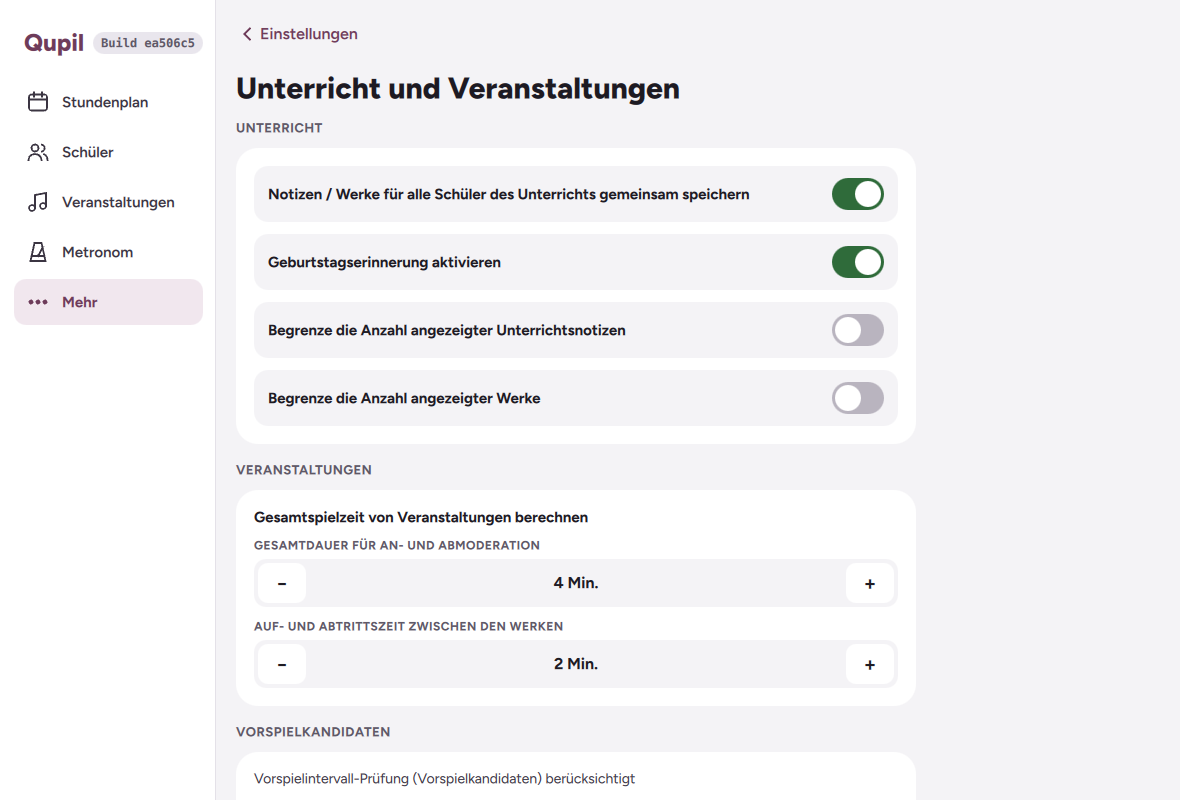 Qupil
Build ea506c5
Stundenplan
Schüler
Veranstaltungen
Metronom
Mehr
Einstellungen
Unterricht und Veranstaltungen
UNTERRICHT
Notizen / Werke für alle Schüler des Unterrichts gemeinsam speichern
Geburtstagserinnerung aktivieren
Begrenze die Anzahl angezeigter Unterrichtsnotizen
Begrenze die Anzahl angezeigter Werke
VERANSTALTUNGEN
Gesamtspielzeit von Veranstaltungen berechnen
GESAMTDAUER FÜR AN- UND ABMODERATION
– 4 Min. +
AUF- UND ABTRITTSZEIT ZWISCHEN DEN WERKEN
– 2 Min. +
VORSPIELKANDIDATEN
Vorspielintervall-Prüfung (Vorspielkandidaten) berücksichtigt